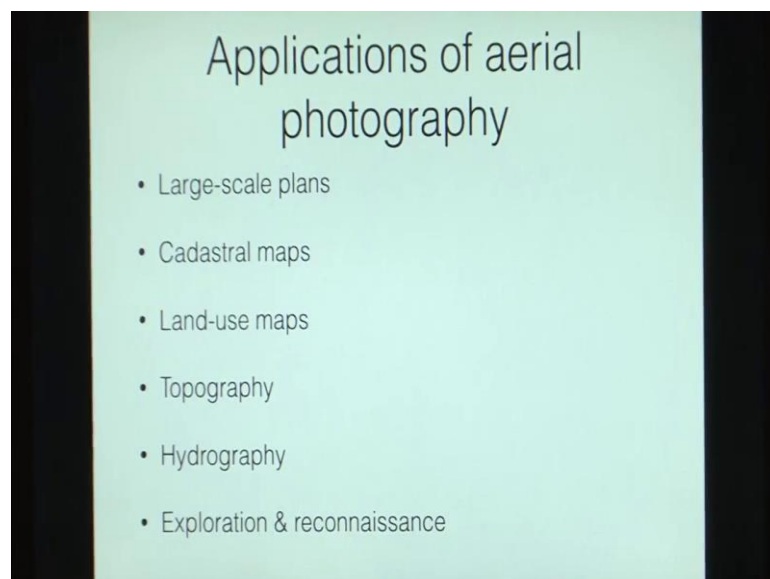 Applications of aerial
photography
• Large-scale plans
• Cadastral maps
• Land-use maps
• Topography
• Hydrography
• Exploration & reconnaissance